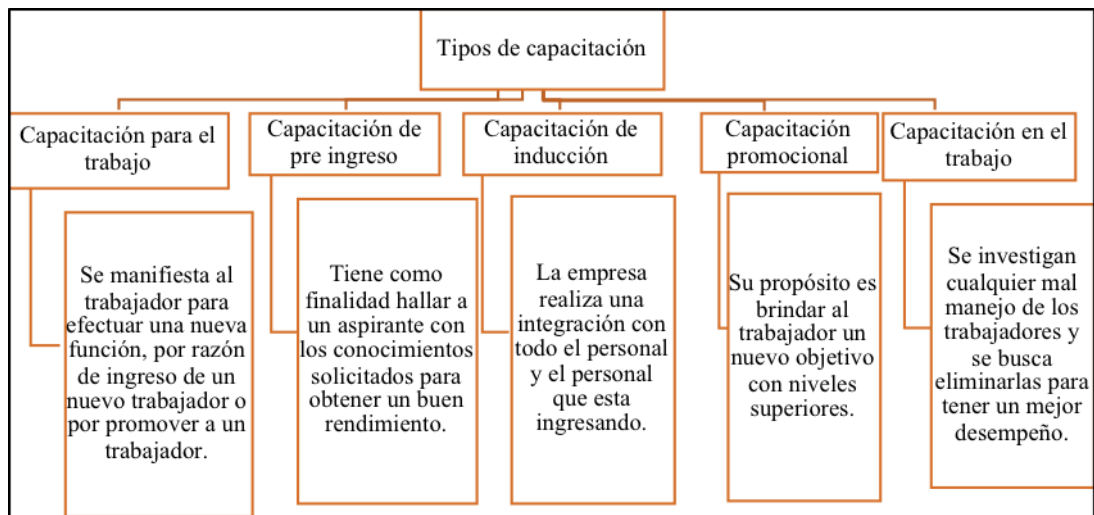 Tipos de capacitación
Capacitación para el
trabajo
Capacitación de
pre ingreso
Capacitación de
inducción
Capacitación
promocional
Capacitación en el
trabajo
Se manifiesta al
trabajador para
efectuar una nueva
función, por razón
de ingreso de un
nuevo trabajador o
por promover a un
trabajador.
Tiene como
finalidad hallar a
un aspirante con
los conocimientos
solicitados para
obtener un buen
rendimiento.
La empresa
realiza una
integración con
todo el personal
y el personal
que esta
ingresando.
Su propósito es
brindar al
trabajador un
nuevo objetivo
con niveles
superiores.
Se investigan
cualquier mal
manejo de los
trabajadores y
se busca
eliminarlas para
tener un mejor
desempeño.